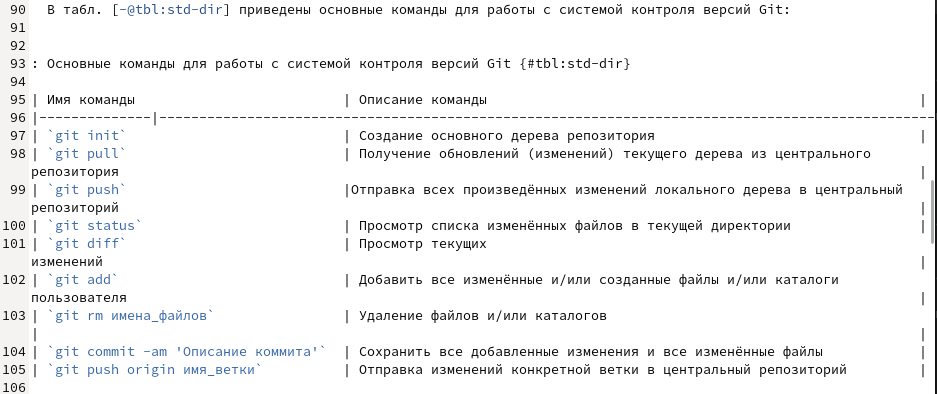 90  В табл. [-@tbl:std-dir] приведены основные команды для работы с системой контроля версий Git:
91
92
93 : Основные команды для работы с системой контроля версий Git {#tbl:std-dir}
94
95 | Имя команды                          | Описание команды                                                      |
96 |--------------|-------------------------------------------------------------------------------------------------
97 | `git init`                           | Создание основного дерева репозитория                                 |
98 | `git pull`                           | Получение обновлений (изменений) текущего дерева из центрального
репозитория                                                                                                    |
99 | `git push`                           |Отправка всех произведённых изменений локального дерева в центральный
репозиторий                                                                                                    |
100 | `git status`                         | Просмотр списка изменённых файлов в текущей директории                |
101 | `git diff`                           | Просмотр текущих
изменений                                                                                                      |
102 | `git add`                            | Добавить все изменённые и/или созданные файлы и/или каталоги
пользователя                                                                                                   |
103 | `git rm имена_файлов`                | Удаление файлов и/или каталогов
|                                                                                                              |
104 | `git commit -am 'Описание коммита'`  | Сохранить все добавленные изменения и все изменённые файлы            |
105 | `git push origin имя_ветки`          | Отправка изменений конкретной ветки в центральный репозиторий         |
106